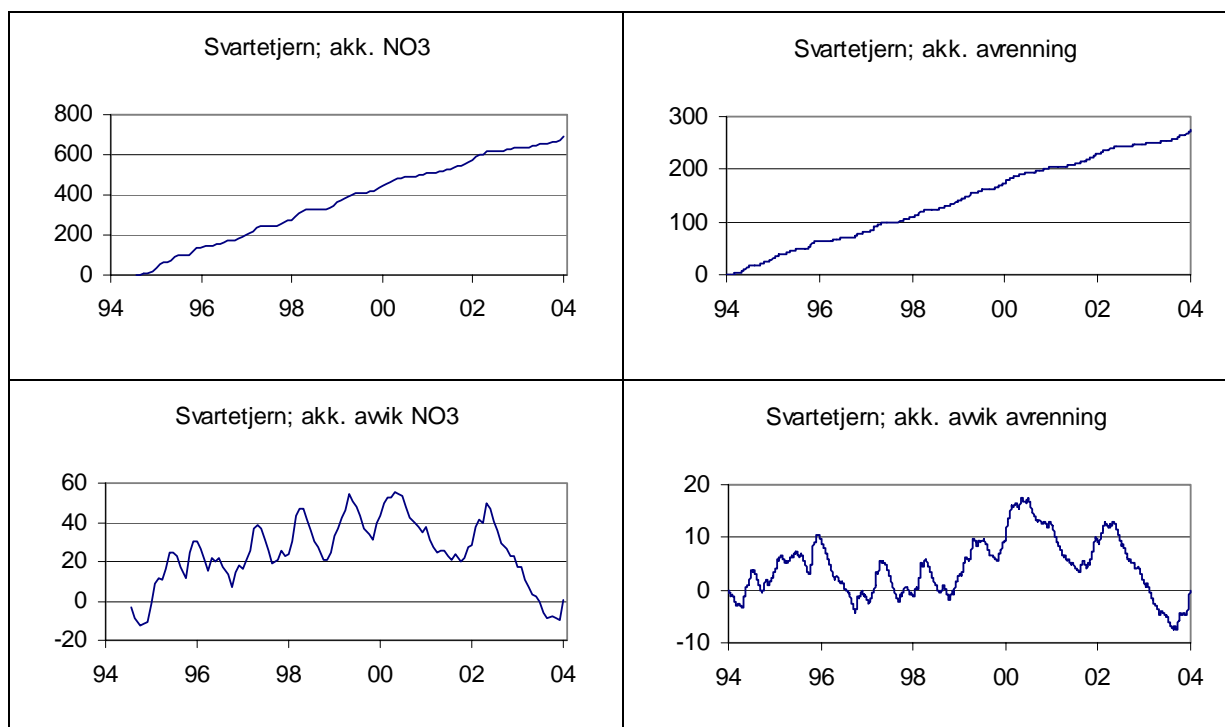 Svartetjern; akk. NO3
800
600
400
200
0
94 96 98 00 02 04
Svartetjern; akk. avrenning
300
200
100
0
94 96 98 00 02 04
Svartetjern; akk. avvik NO3
60
40
20
0
-20
94 96 98 00 02 04
Svartetjern; akk. avvik avrenning
20
10
0
-10
94 96 98 00 02 04